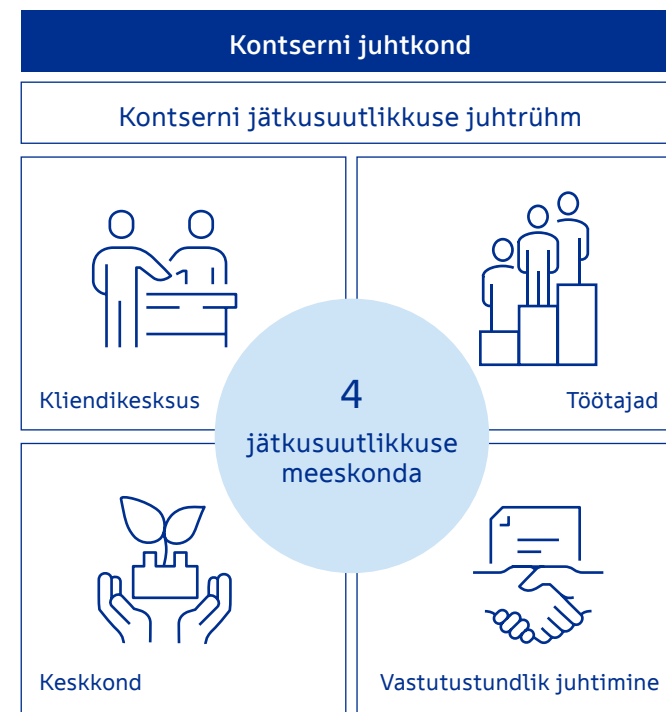 Kontserni juhtkond
Kontserni jätkusuutlikkuse juhtrühm
Kliendikesksus
Töötajad
4
jätkusuutlikkuse
meeskonda
Keskkond
Vastutustundlik juhtimine